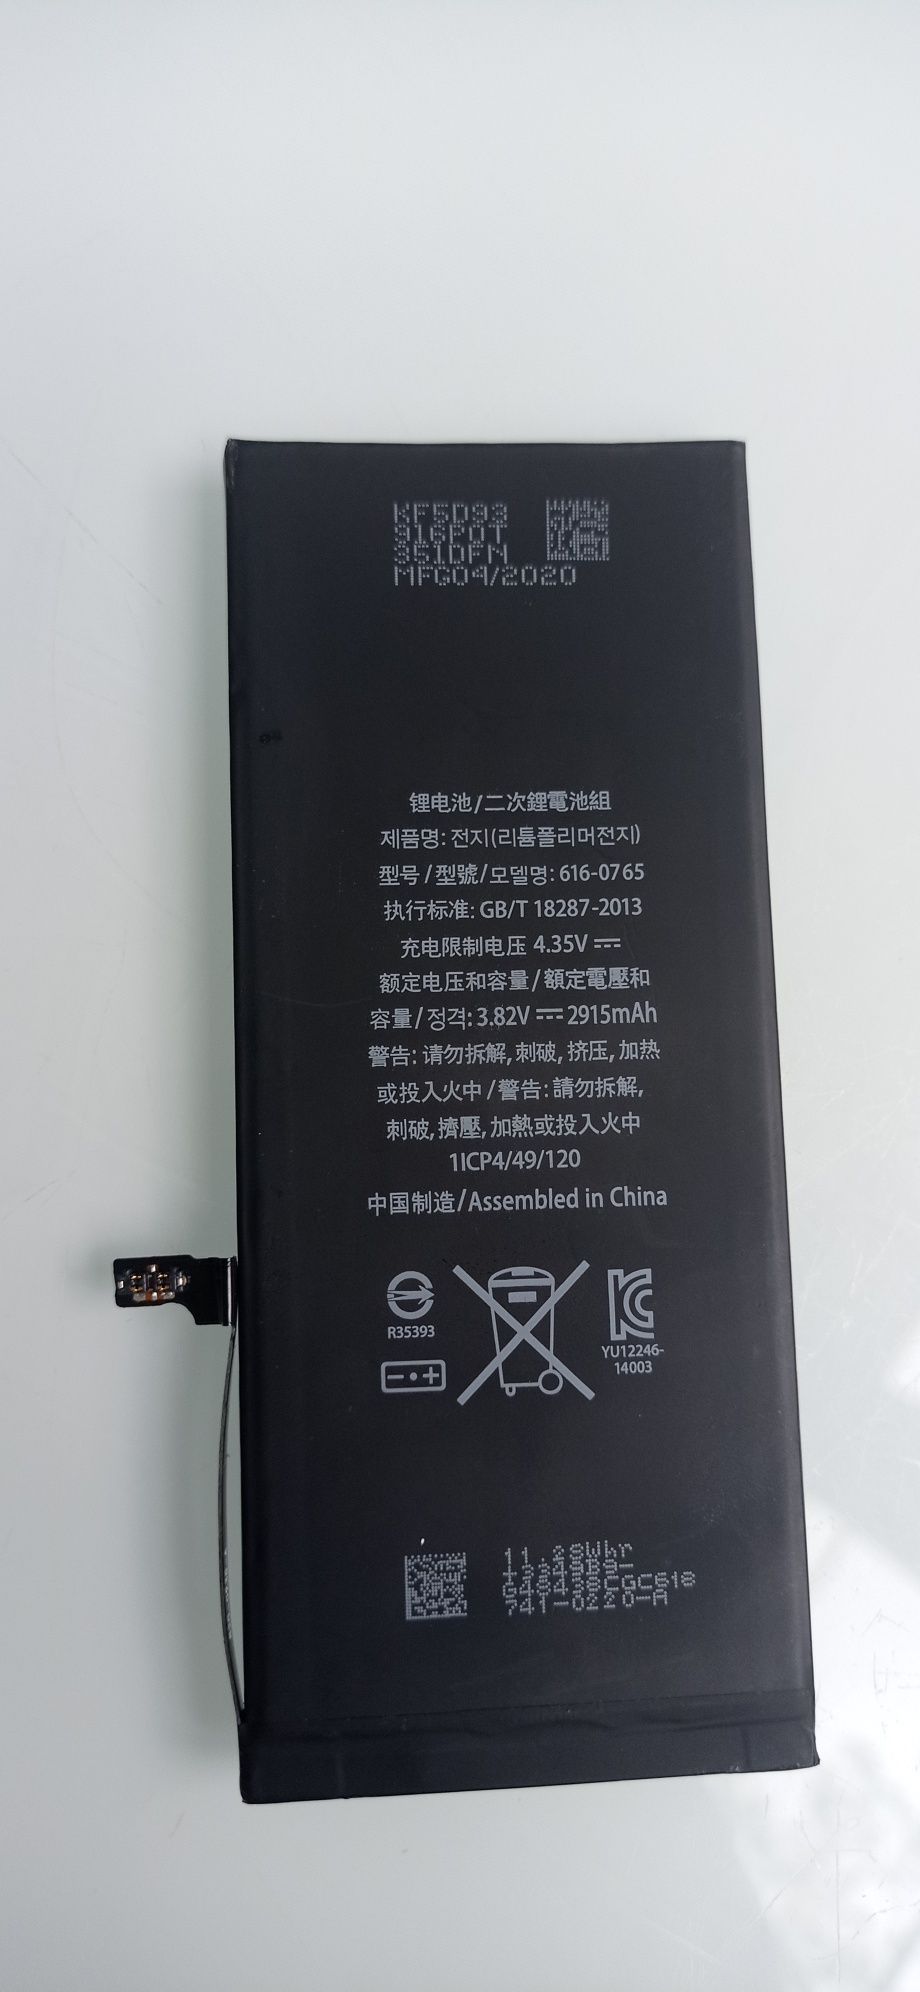 KF5D93
916P0T
351DFN
MFG04/2020
锂电池/二次鋰電池組
제품명: 전지(리튬폴리머전지)
型号/型號/모델명: 616-0765
执行标准: GB/T 18287-2013
充电限制电压 4.35V
额定电压和容量/額定電壓和
容量/정격: 3.82V 2915mAh
警告: 请勿拆解, 刺破, 挤压, 加热
或投入火中/警告: 請勿拆解,
刺破, 擠壓, 加熱或投入火中
1ICP4/49/120
中国制造/Assembled in China
R35393
YU12246-
14003
- • +
741-0220-A